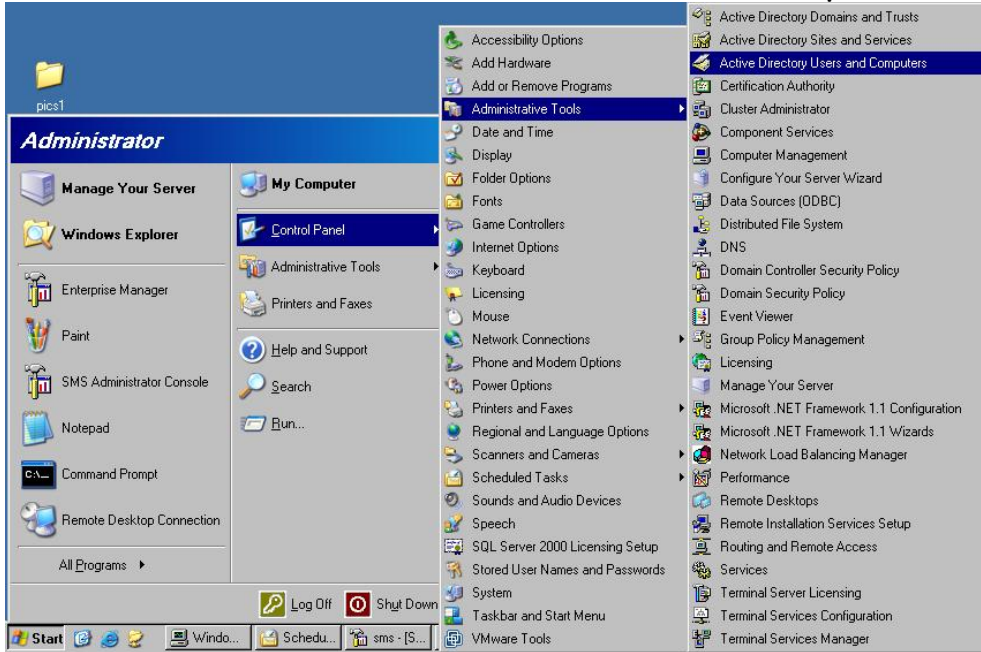 pics1
Administrator
Manage Your Server
Windows Explorer
Enterprise Manager
Paint
SMS Administrator Console
Notepad
C:\_
Command Prompt
Remote Desktop Connection
All Programs
My Computer
Control Panel
Administrative Tools
Printers and Faxes
Help and Support
Search
Run...
Log Off
Shut Down
Start
Windo...
Schedu...
sms - [S...
Accessibility Options
Add Hardware
Add or Remove Programs
Administrative Tools
Date and Time
Display
Folder Options
Fonts
Game Controllers
Internet Options
Keyboard
Licensing
Mouse
Network Connections
Phone and Modem Options
Power Options
Printers and Faxes
Regional and Language Options
Scanners and Cameras
Scheduled Tasks
Sounds and Audio Devices
Speech
SQL Server 2000 Licensing Setup
Stored User Names and Passwords
System
Taskbar and Start Menu
VMware Tools
Active Directory Domains and Trusts
Active Directory Sites and Services
Active Directory Users and Computers
Certification Authority
Cluster Administrator
Component Services
Computer Management
Configure Your Server Wizard
Data Sources (ODBC)
Distributed File System
DNS
Domain Controller Security Policy
Domain Security Policy
Event Viewer
Group Policy Management
Licensing
Manage Your Server
Microsoft .NET Framework 1.1 Configuration
Microsoft .NET Framework 1.1 Wizards
Network Load Balancing Manager
Performance
Remote Desktops
Remote Installation Services Setup
Routing and Remote Access
Services
Terminal Server Licensing
Terminal Services Configuration
Terminal Services Manager